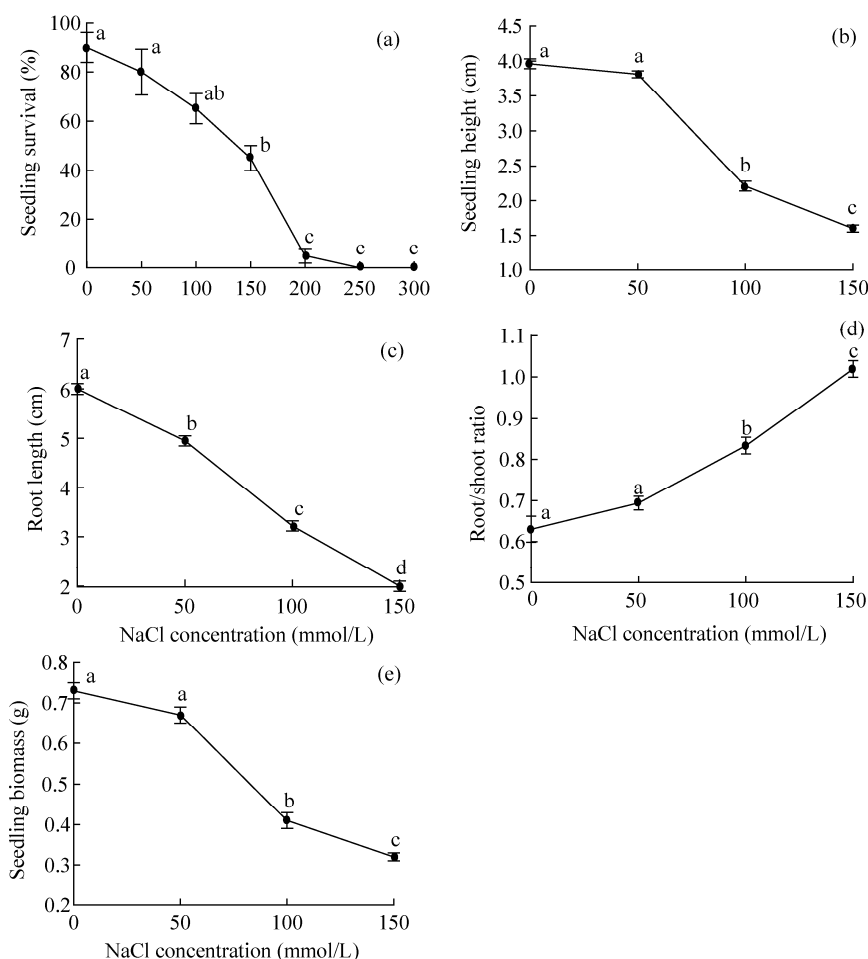 (a)
Seedling survival (%)
100
80
60
40
20
0
a
a
ab
b
c
c
c
0 50 100 150 200 250 300
(b)
Seedling height (cm)
4.5
4.0
3.5
3.0
2.5
2.0
1.5
1.0
a
a
b
c
0 50 100 150
(c)
Root length (cm)
7
6
5
4
3
2
a
b
c
d
0 50 100 150
NaCl concentration (mmol/L)
(d)
Root/shoot ratio
1.1
1.0
0.9
0.8
0.7
0.6
0.5
a
a
b
c
0 50 100 150
NaCl concentration (mmol/L)
(e)
Seedling biomass (g)
0.8
0.7
0.6
0.5
0.4
0.3
0.2
a
a
b
c
0 50 100 150
NaCl concentration (mmol/L)